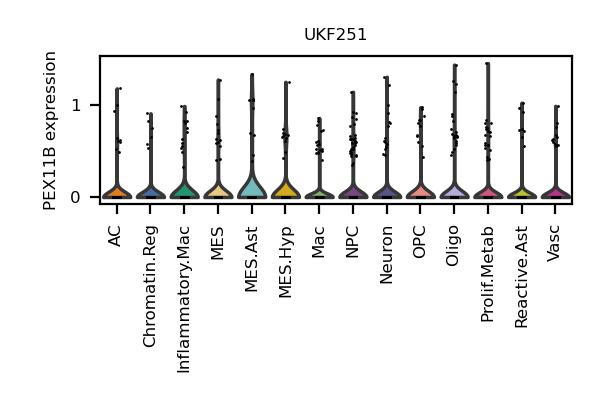 UKF251
PEX11B expression
1
0
AC
Chromatin.Reg
Inflammatory.Mac
MES
MES.Ast
MES.Hyp
Mac
NPC
Neuron
OPC
Oligo
Prolif.Metab
Reactive.Ast
Vasc